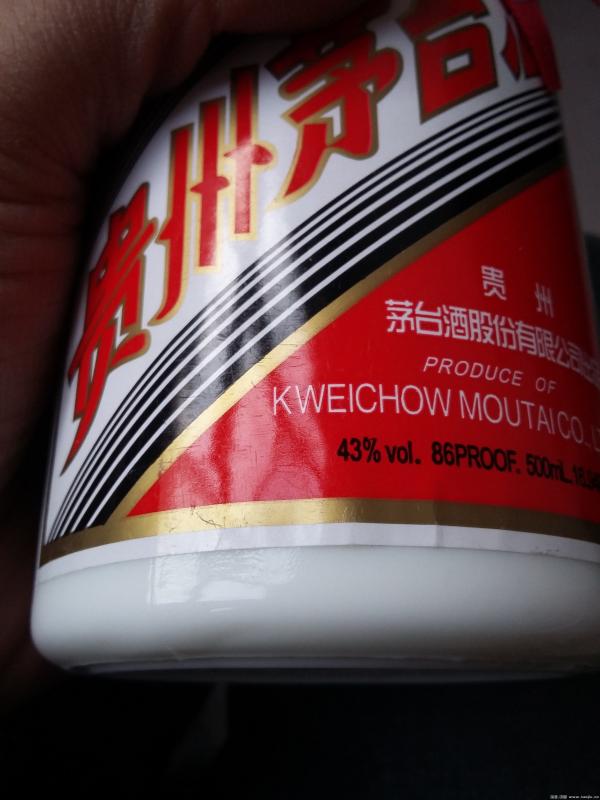 贵州茅台
贵州
茅台酒股份有限公司
PRODUCE OF
KWEICHOW MOUTAI CO.,
43% vol. 86PROOF. 500mL.